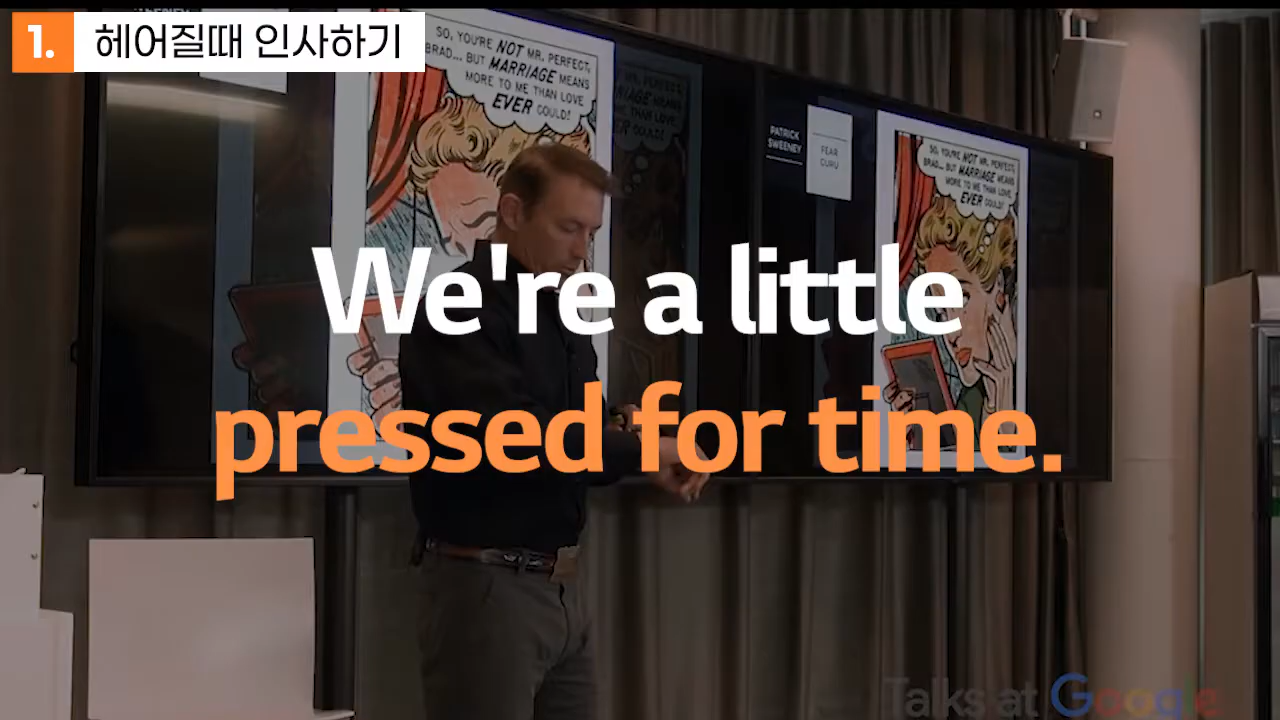 1. 헤어질때 인사하기
SO, YOU'RE NOT MR. PERFECT,
BRAD... BUT MARRIAGE MEANS
MORE TO ME THAN LOVE
EVER COULD!
PATRICK
SWEENEY
FEAR
GURU
SO, YOU'RE NOT MR. PERFECT,
BRAD... BUT MARRIAGE MEANS
MORE TO ME THAN LOVE
EVER COULD!
We're a little
pressed for time.
Talks at Google